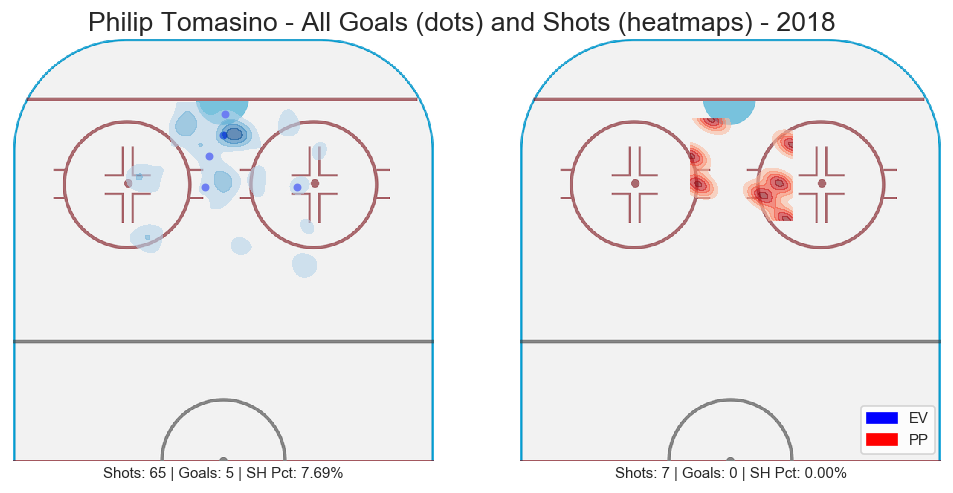 Philip Tomasino - All Goals (dots) and Shots (heatmaps) - 2018
EV
PP
Shots: 65 | Goals: 5 | SH Pct: 7.69%
Shots: 7 | Goals: 0 | SH Pct: 0.00%